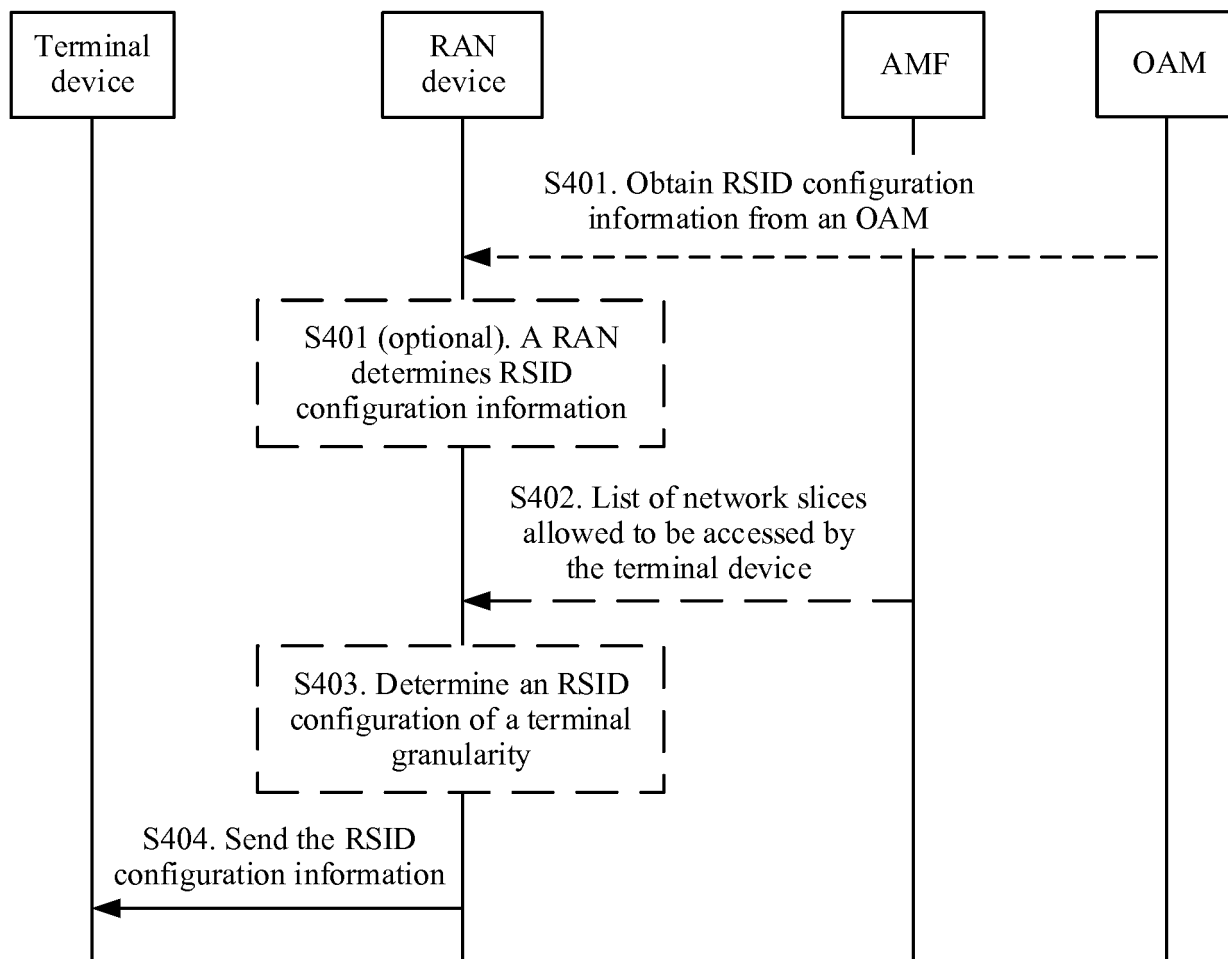 Terminal
device
RAN
device
AMF
OAM
S401. Obtain RSID configuration
information from an OAM
S401 (optional). A RAN
determines RSID
configuration information
S402. List of network slices
allowed to be accessed by
the terminal device
S403. Determine an RSID
configuration of a terminal
granularity
S404. Send the RSID
configuration information